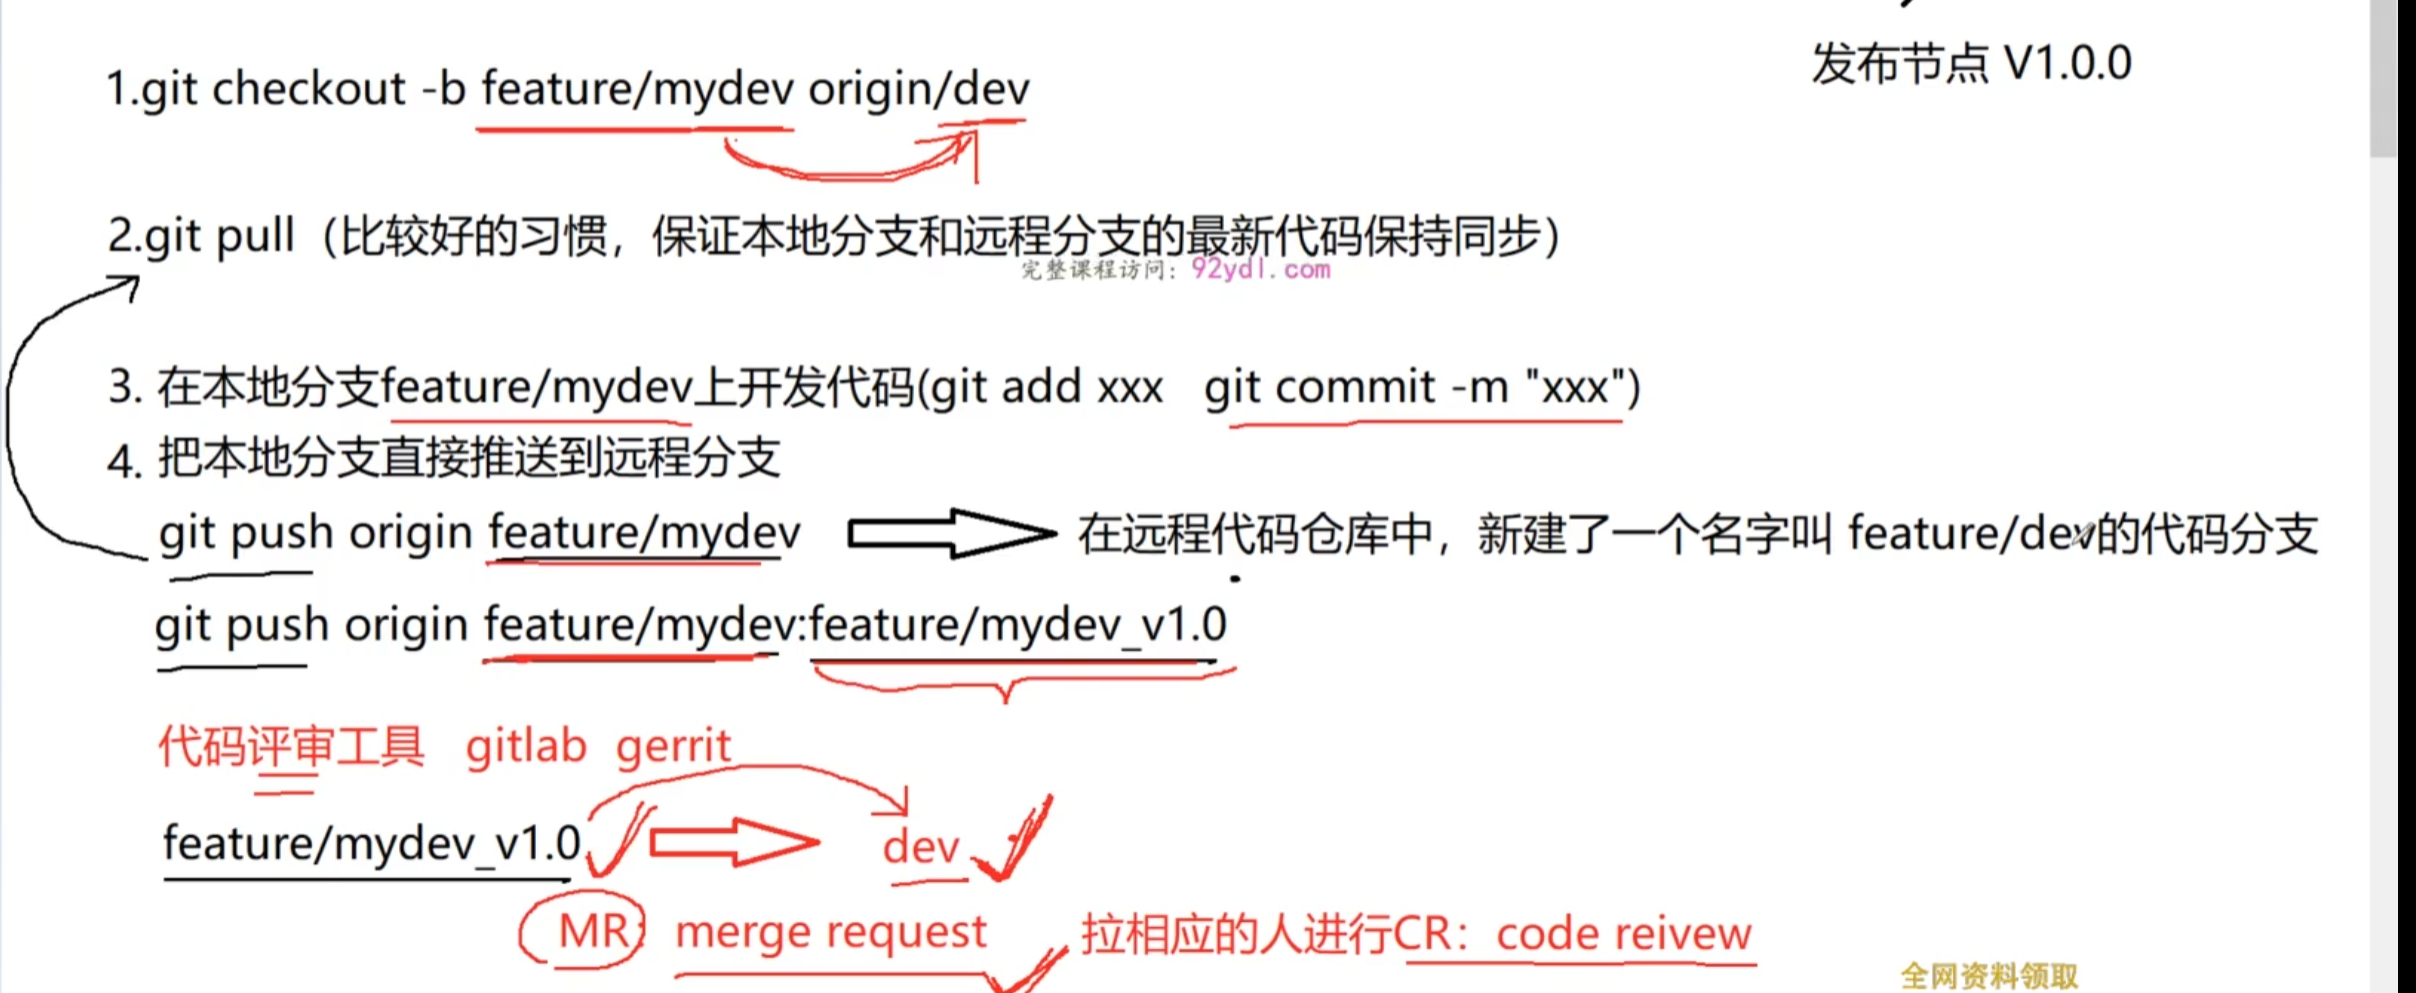 发布节点 V1.0.0
1.git checkout -b feature/mydev origin/dev
2.git pull（比较好的习惯，保证本地分支和远程分支的最新代码保持同步）
完整课程访问：92ydl.com
3. 在本地分支feature/mydev上开发代码(git add xxx   git commit -m "xxx")
4. 把本地分支直接推送到远程分支
git push origin feature/mydev 在远程代码仓库中，新建了一个名字叫 feature/dev的代码分支
git push origin feature/mydev:feature/mydev_v1.0
代码评审工具   gitlab  gerrit
feature/mydev_v1.0 dev
MR： merge request 拉相应的人进行CR：code reivew
全网资料领取